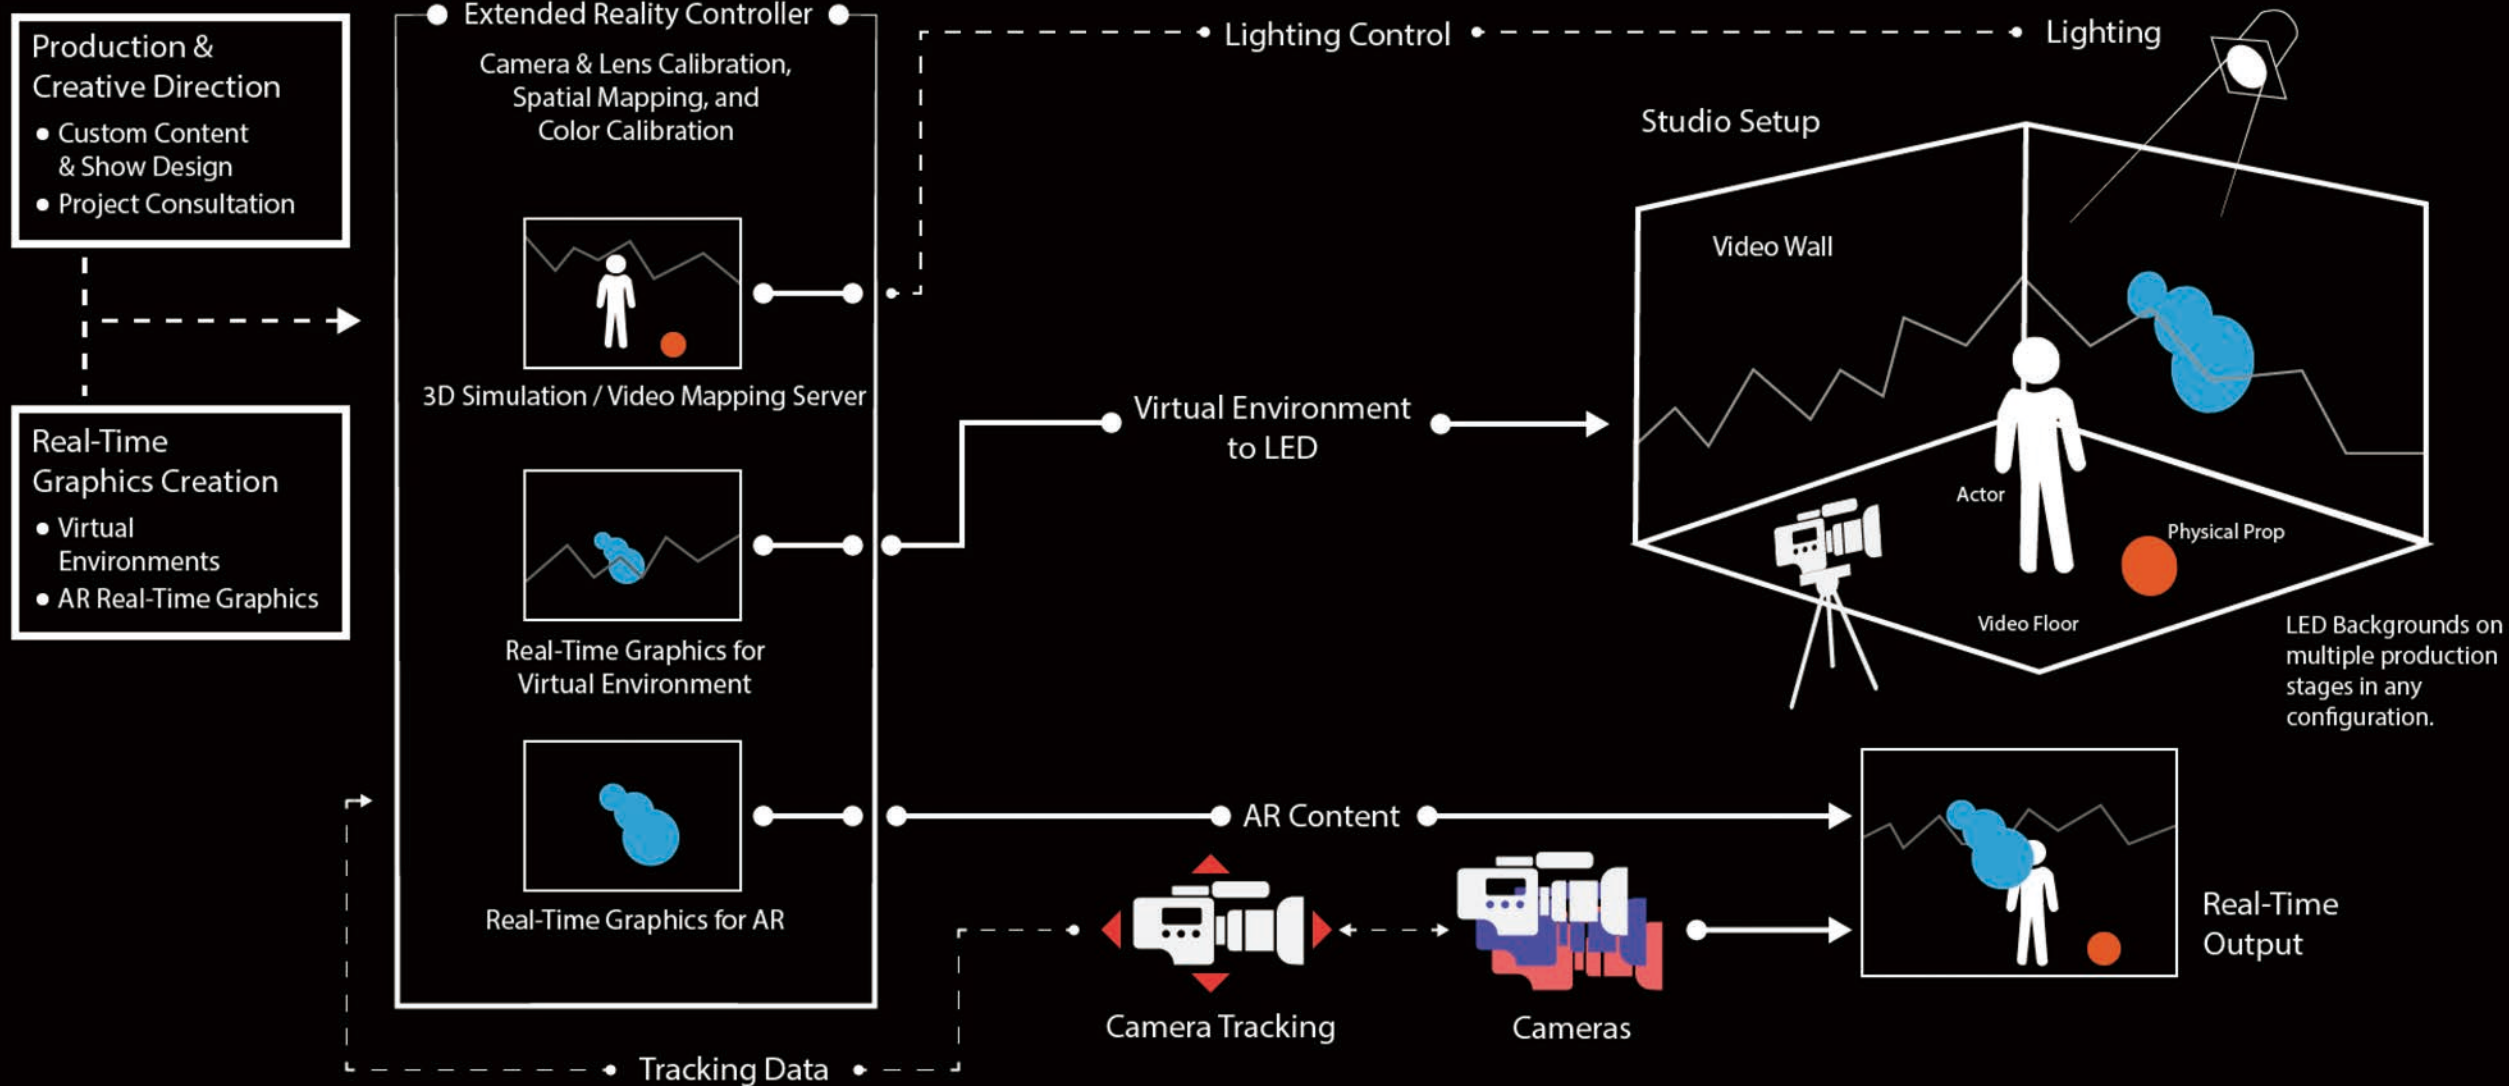 Production &
Creative Direction
• Custom Content
& Show Design
• Project Consultation
Real-Time
Graphics Creation
• Virtual
Environments
• AR Real-Time Graphics
Extended Reality Controller
Camera & Lens Calibration,
Spatial Mapping, and
Color Calibration
3D Simulation / Video Mapping Server
Real-Time Graphics for
Virtual Environment
Real-Time Graphics for AR
Lighting Control
Lighting
Studio Setup
Video Wall
Virtual Environment
to LED
Actor
Physical Prop
Video Floor
LED Backgrounds on
multiple production
stages in any
configuration.
AR Content
Camera Tracking
Cameras
Real-Time
Output
Tracking Data